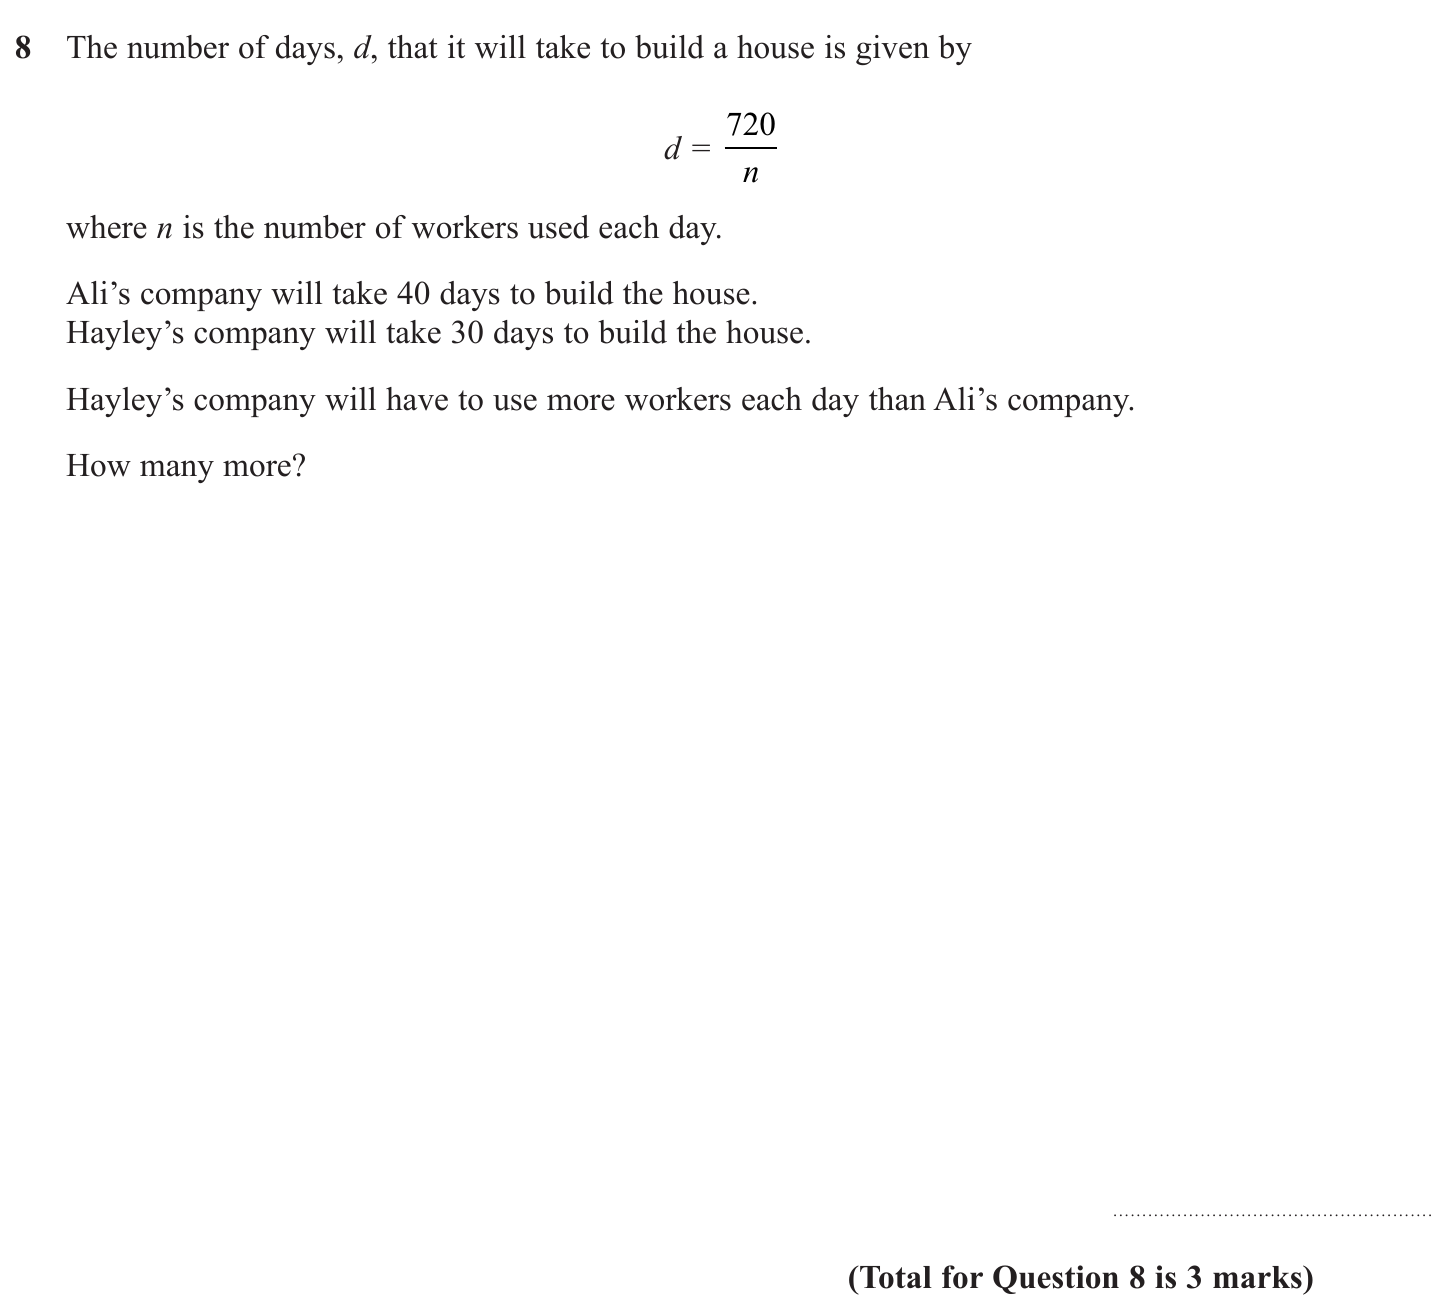 8 The number of days, d, that it will take to build a house is given by
d = 720/n
where n is the number of workers used each day.
Ali’s company will take 40 days to build the house.
Hayley’s company will take 30 days to build the house.
Hayley’s company will have to use more workers each day than Ali’s company.
How many more?
(Total for Question 8 is 3 marks)